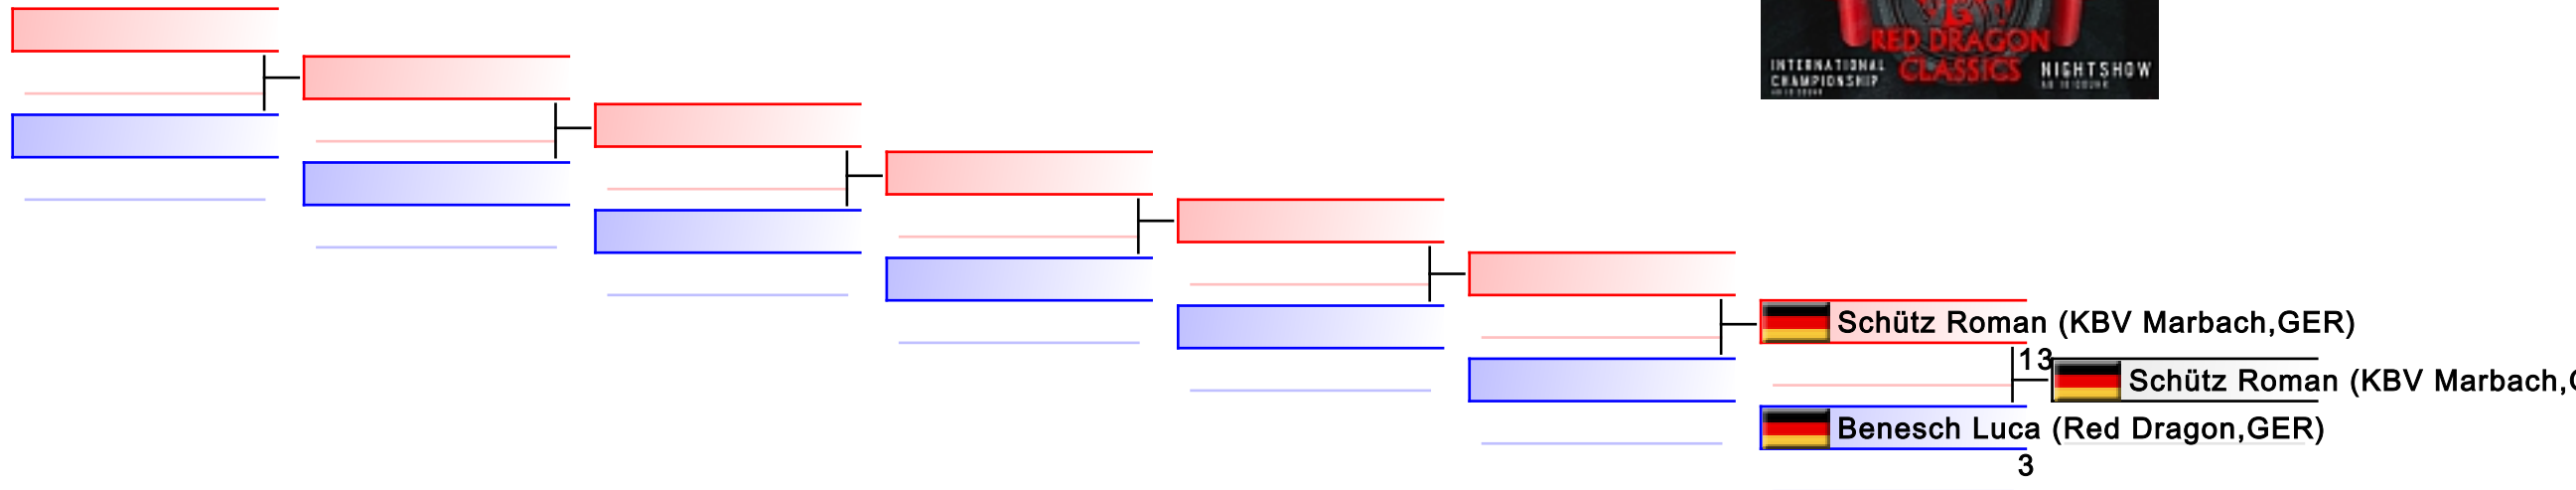 RED DRAGON
CLASSICS
INTERNATIONAL
CHAMPIONSHIP
NIGHTSHOW
Schütz Roman (KBV Marbach,GER)
13
Schütz Roman (KBV Marbach,
Benesch Luca (Red Dragon,GER)
3